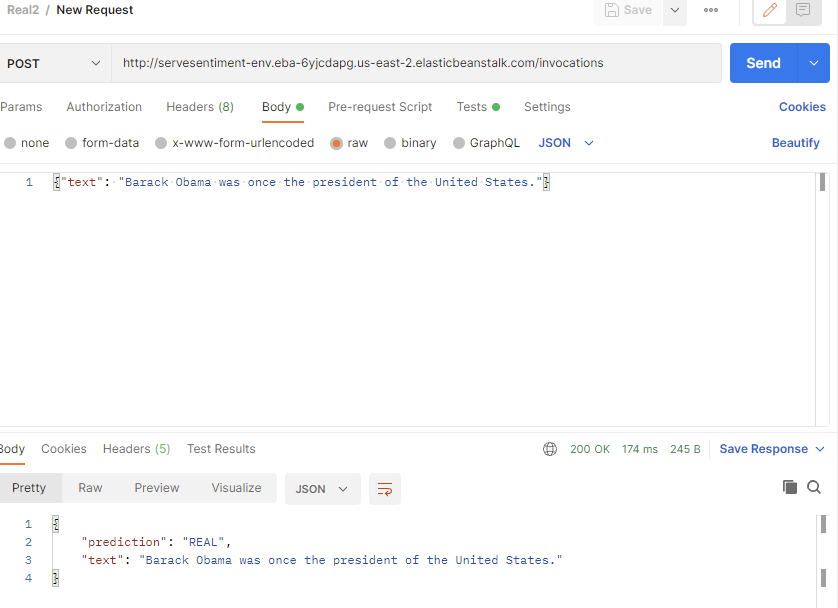 Real2 / New Request Save
POST http://servesentiment-env.eba-6yjcdapg.us-east-2.elasticbeanstalk.com/invocations Send
Params Authorization Headers (8) Body Pre-request Script Tests Settings Cookies
none form-data x-www-form-urlencoded raw binary GraphQL JSON Beautify
1 {"text": "Barack Obama was once the president of the United States."}
Body Cookies Headers (5) Test Results 200 OK 174 ms 245 B Save Response
Pretty Raw Preview Visualize JSON
1 {
2 "prediction": "REAL",
3 "text": "Barack Obama was once the president of the United States."
4 }